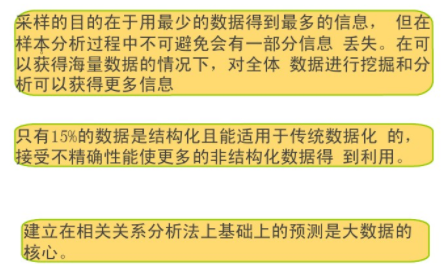 采样的目的在于用最少的数据得到最多的信息， 但在
样本分析过程中不可避免会有一部分信息 丢失。在可
以获得海量数据的情况下，对全体 数据进行挖掘和分
析可以获得更多信息
只有15%的数据是结构化且能适用于传统数据化 的，
接受不精确性能使更多的非结构化数据得 到利用。
建立在相关关系分析法上基础上的预测是大数据的
核心。